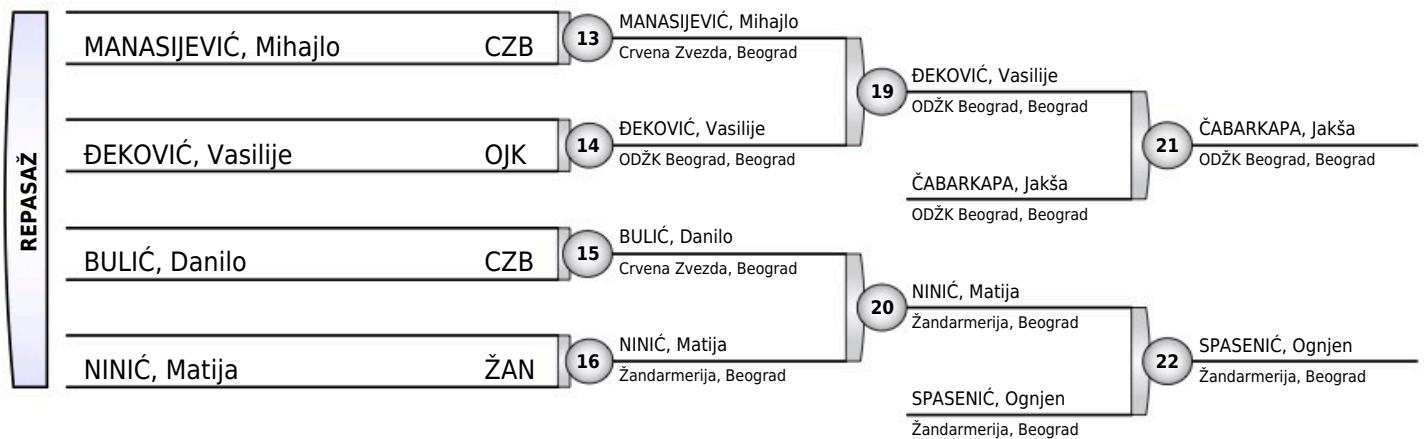 REPASAŽ
MANASIJEVIĆ, Mihajlo CZB
13
MANASIJEVIĆ, Mihajlo
Crvena Zvezda, Beograd
ĐEKOVIĆ, Vasilije OJK
14
ĐEKOVIĆ, Vasilije
ODŽK Beograd, Beograd
19
ĐEKOVIĆ, Vasilije
ODŽK Beograd, Beograd
ČABARKAPA, Jakša
ODŽK Beograd, Beograd
21
ČABARKAPA, Jakša
ODŽK Beograd, Beograd
BULIĆ, Danilo CZB
15
BULIĆ, Danilo
Crvena Zvezda, Beograd
NINIĆ, Matija ŽAN
16
NINIĆ, Matija
Žandarmerija, Beograd
20
NINIĆ, Matija
Žandarmerija, Beograd
SPASENIĆ, Ognjen
Žandarmerija, Beograd
22
SPASENIĆ, Ognjen
Žandarmerija, Beograd